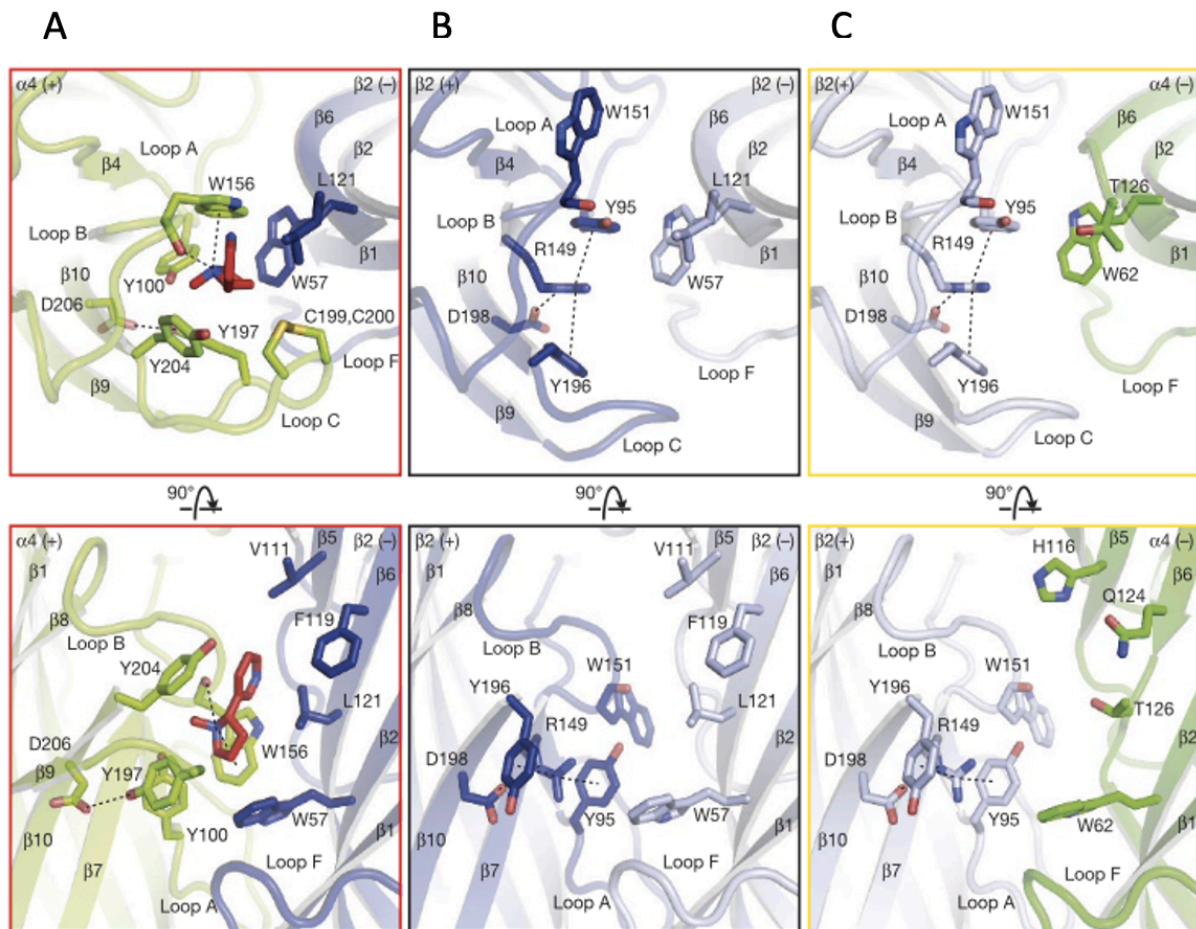 A
B
C
α4 (+)
β2 (–)
Loop A
β6
β4
β2
W156
L121
Loop B
β1
β10
Y100
W57
D206
Y197
C199,C200
Y204
Loop F
β9
Loop C
β2 (+)
β2 (–)
W151
Loop A
β6
β4
β2
L121
Loop B
Y95
R149
β1
β10
W57
D198
Y196
Loop F
β9
Loop C
β2(+)
α4 (–)
W151
β6
Loop A
β4
β2
T126
Loop B
Y95
R149
β1
β10
W62
D198
Y196
Loop F
β9
Loop C
90°
90°
90°
α4 (+)
V111
β5
β2 (–)
β1
β6
β8
F119
Loop B
Y204
L121
D206
W156
β2
β9
Y197
W57
β10
Y100
β1
β7
Loop F
Loop A
β2 (+)
V111
β5
β2 (–)
β1
β6
β8
F119
Loop B
W151
Y196
L121
R149
D198
β2
Y95
W57
β10
β1
β7
Loop F
Loop A
β2(+)
H116
β5
α4 (–)
β1
β6
Q124
β8
Loop B
W151
Y196
R149
T126
D198
β2
Y95
W62
β10
β1
β7
Loop F
Loop A